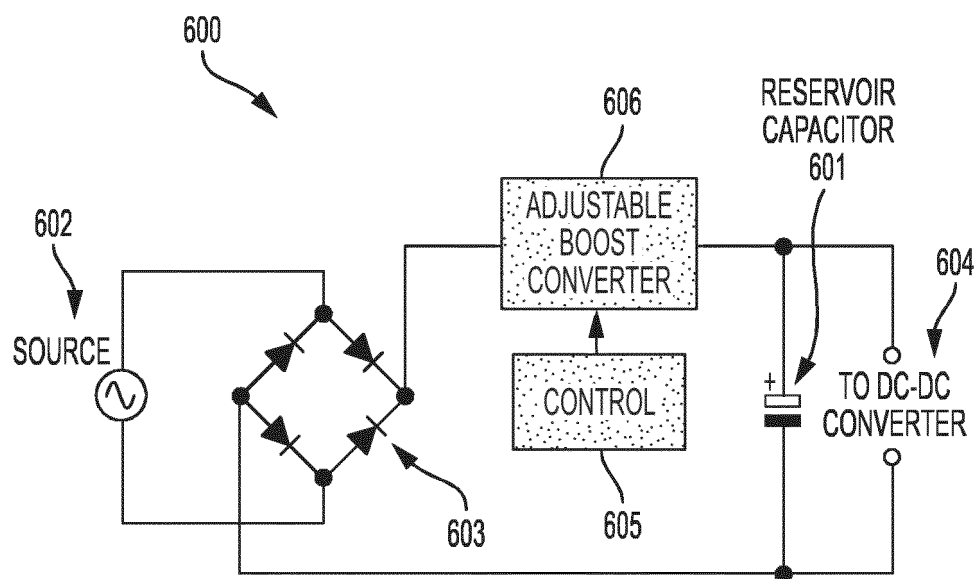 600
606
RESERVOIR
CAPACITOR
601
602
ADJUSTABLE
BOOST
CONVERTER
604
SOURCE
CONTROL
+
TO DC-DC
CONVERTER
603
605